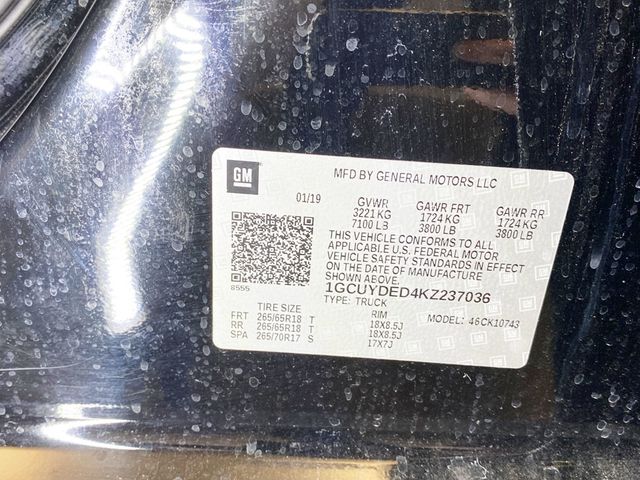 GM
MFD BY GENERAL MOTORS LLC
01/19 GVWR GAWR FRT GAWR RR
3221 KG 1724 KG 1724 KG
7100 LB 3800 LB 3800 LB
THIS VEHICLE CONFORMS TO ALL
APPLICABLE U.S. FEDERAL MOTOR
VEHICLE SAFETY STANDARDS IN EFFECT
ON THE DATE OF MANUFACTURE
SHOWN ABOVE.
8555 1GCUYDED4KZ237036
TYPE: TRUCK MODEL: 46CK10743
TIRE SIZE RIM
FRT 265/65R18 T 18X8.5J
RR 265/65R18 T 18X8.5J
SPA 265/70R17 S 17X7J